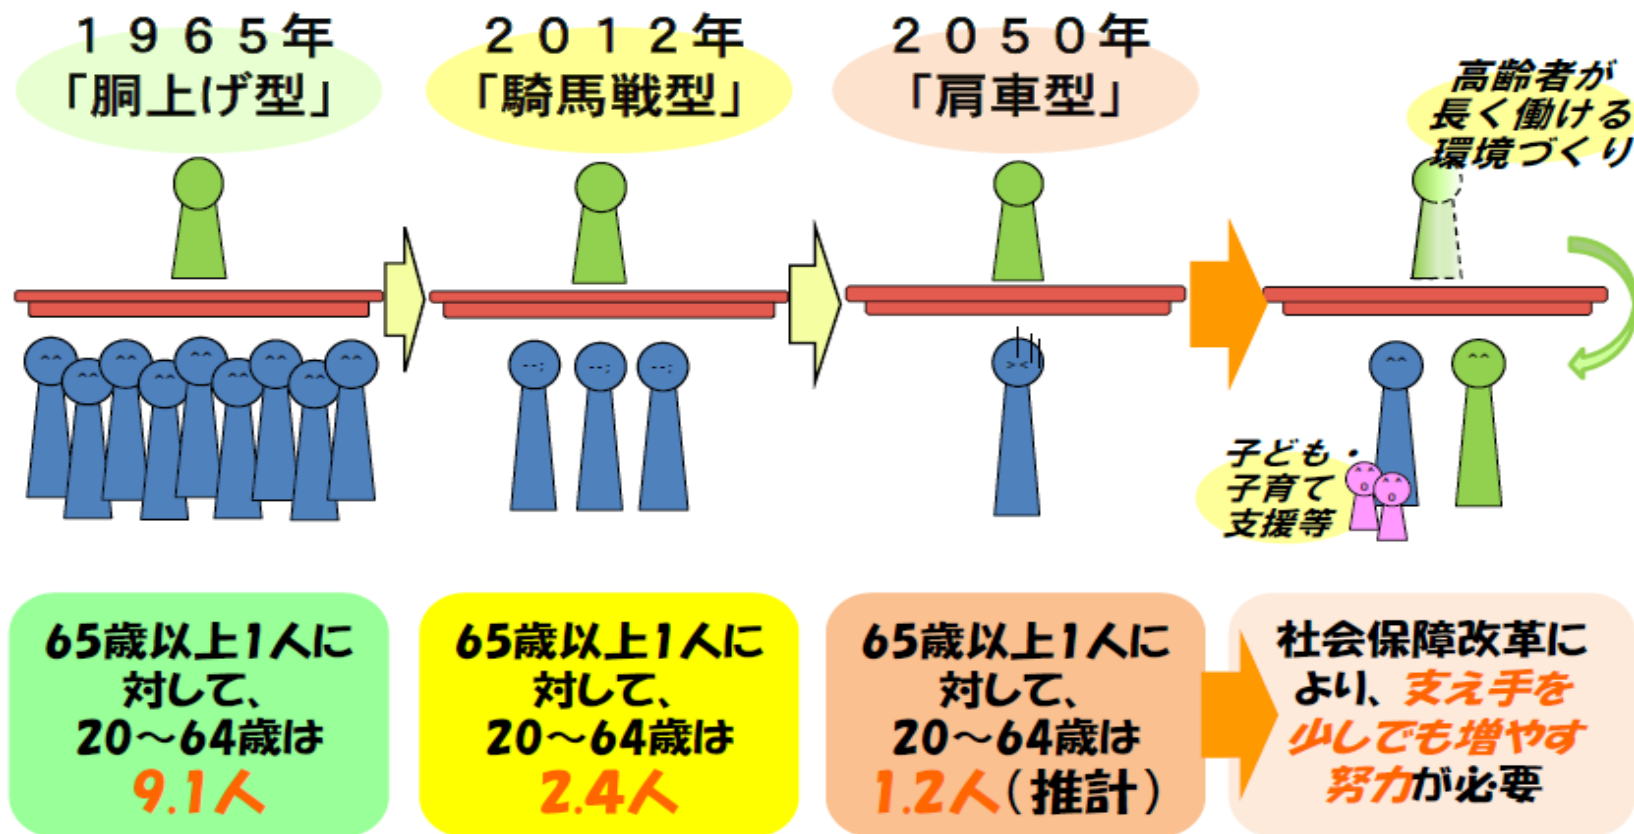 １９６５年
「胴上げ型」
２０１２年
「騎馬戦型」
２０５０年
「肩車型」
高齢者が
長く働ける
環境づくり
^^
^^
^^
^^
^^
^^
^^
^^
^^
--;
--;
--;
><
^^
^^
子ども・
子育て
支援等
65歳以上1人に
対して、
20～64歳は
9.1人
65歳以上1人に
対して、
20～64歳は
2.4人
65歳以上1人に
対して、
20～64歳は
1.2人（推計）
社会保障改革に
より、支え手を
少しでも増やす
努力が必要